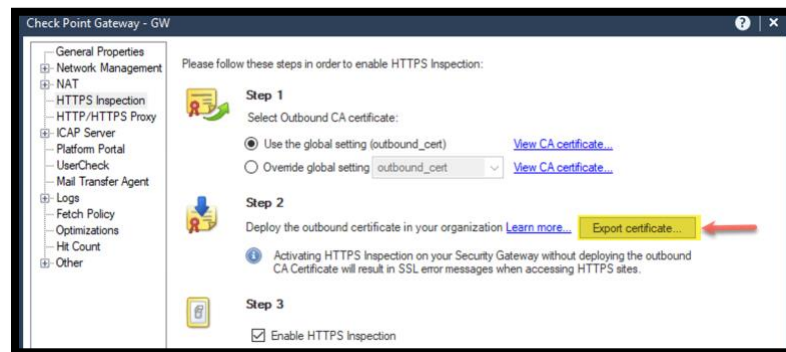 Check Point Gateway - GW
General Properties
Network Management
NAT
HTTPS Inspection
HTTP/HTTPS Proxy
ICAP Server
Platform Portal
UserCheck
Mail Transfer Agent
Logs
Fetch Policy
Optimizations
Hit Count
Other
Please follow these steps in order to enable HTTPS Inspection:
Step 1
Select Outbound CA certificate:
Use the global setting (outbound_cert) View CA certificate...
Override global setting outbound_cert View CA certificate...
Step 2
Deploy the outbound certificate in your organization Learn more... Export certificate...
Activating HTTPS Inspection on your Security Gateway without deploying the outbound
CA Certificate will result in SSL error messages when accessing HTTPS sites.
Step 3
Enable HTTPS Inspection